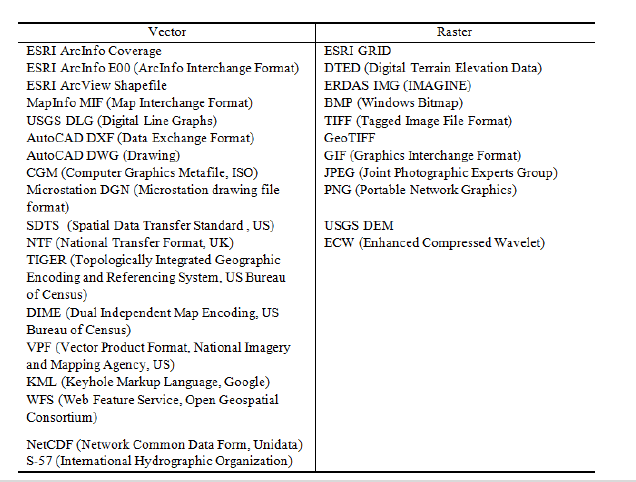 Vector Raster
ESRI ArcInfo Coverage ESRI GRID
ESRI ArcInfo E00 (ArcInfo Interchange Format) DTED (Digital Terrain Elevation Data)
ESRI ArcView Shapefile ERDAS IMG (IMAGINE)
MapInfo MIF (Map Interchange Format) BMP (Windows Bitmap)
USGS DLG (Digital Line Graphs) TIFF (Tagged Image File Format)
AutoCAD DXF (Data Exchange Format) GeoTIFF
AutoCAD DWG (Drawing) GIF (Graphics Interchange Format)
CGM (Computer Graphics Metafile, ISO) JPEG (Joint Photographic Experts Group)
Microstation DGN (Microstation drawing file PNG (Portable Network Graphics)
format)
SDTS (Spatial Data Transfer Standard , US) USGS DEM
NTF (National Transfer Format, UK) ECW (Enhanced Compressed Wavelet)
TIGER (Topologically Integrated Geographic
Encoding and Referencing System, US Bureau
of Census)
DIME (Dual Independent Map Encoding, US
Bureau of Census)
VPF (Vector Product Format, National Imagery
and Mapping Agency, US)
KML (Keyhole Markup Language, Google)
WFS (Web Feature Service, Open Geospatial
Consortium)
NetCDF (Network Common Data Form, Unidata)
S-57 (International Hydrographic Organization)